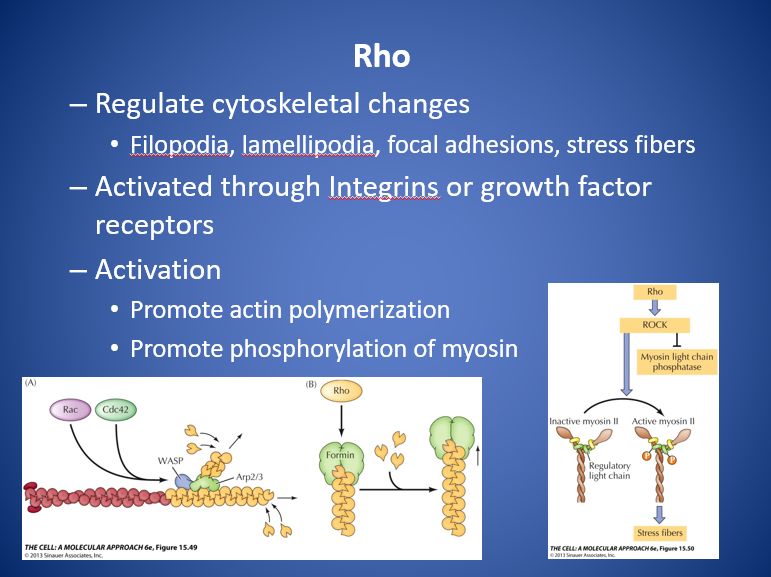 Rho
– Regulate cytoskeletal changes
• Filopodia, lamellipodia, focal adhesions, stress fibers
– Activated through Integrins or growth factor
receptors
– Activation
• Promote actin polymerization
• Promote phosphorylation of myosin
(A)
Rac
Cdc42
WASP
Arp2/3
(B)
Rho
Formin
THE CELL: A MOLECULAR APPROACH 6e, Figure 15.49
© 2013 Sinauer Associates, Inc.
Rho
ROCK
Myosin light chain
phosphatase
Inactive myosin II
Active myosin II
P
P
Regulatory
light chain
Stress fibers
THE CELL: A MOLECULAR APPROACH 6e, Figure 15.50
© 2013 Sinauer Associates, Inc.